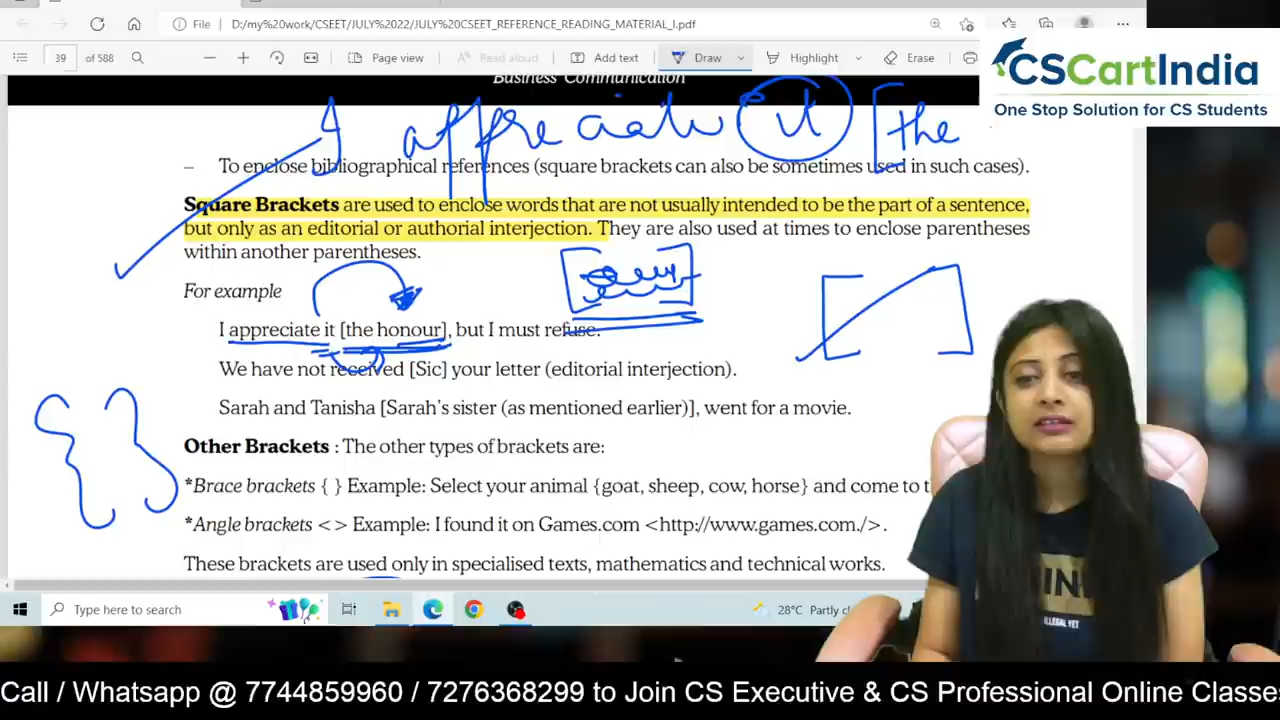 File | D:/my%20work/CSEET/JULY%2022/JULY%20CSEET_REFERENCE_READING_MATERIAL_I.pdf
39 of 588 Page view Read aloud Add text Draw Highlight Erase
CSCartIndia
One Stop Solution for CS Students
Business Communication
I appreciate it [the
– To enclose bibliographical references (square brackets can also be sometimes used in such cases).
Square Brackets are used to enclose words that are not usually intended to be the part of a sentence,
but only as an editorial or authorial interjection. They are also used at times to enclose parentheses
within another parentheses.
For example
I appreciate it [the honour], but I must refuse.
We have not received [Sic] your letter (editorial interjection).
Sarah and Tanisha [Sarah's sister (as mentioned earlier)], went for a movie.
{ }
[ ]
Other Brackets : The other types of brackets are:
*Brace brackets { } Example: Select your animal {goat, sheep, cow, horse} and come to t
*Angle brackets < > Example: I found it on Games.com <http://www.games.com./>.
These brackets are used only in specialised texts, mathematics and technical works.
Type here to search
28°C Partly cl
ILLEGAL YET
Call / Whatsapp @ 7744859960 / 7276368299 to Join CS Executive & CS Professional Online Classes